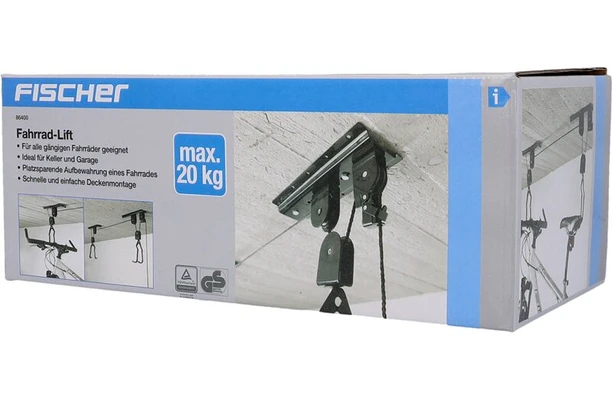 FISCHER
86400
Fahrrad-Lift
• Für alle gängigen Fahrräder geeignet
• Ideal für Keller und Garage
• Platzsparende Aufbewahrung eines Fahrrades
• Schnelle und einfache Deckenmontage
max.
20 kg
i
GS